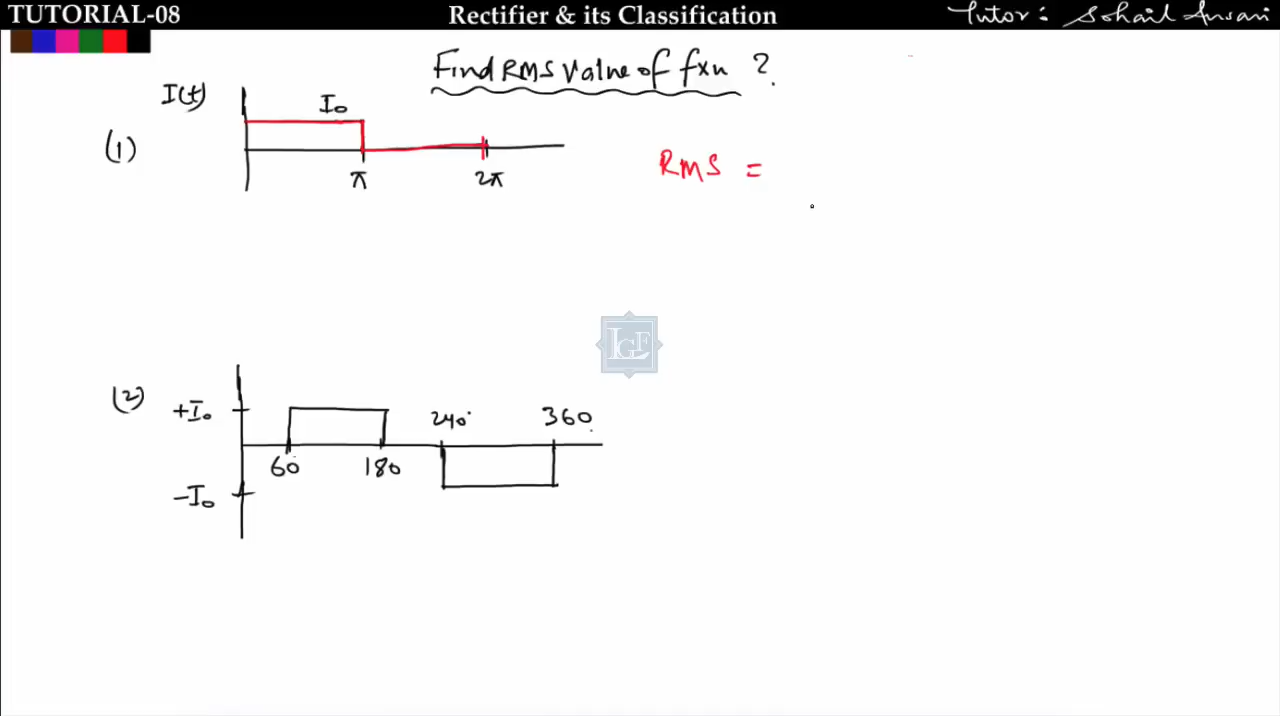 TUTORIAL-08
Rectifier & its Classification
Tutor: Sohail Ansari
Find RMS Value of fxn ?
I(t)
I₀
(1)
π
2π
RMS =
LGF
(2)
+I₀
240°
360
60
180
-I₀